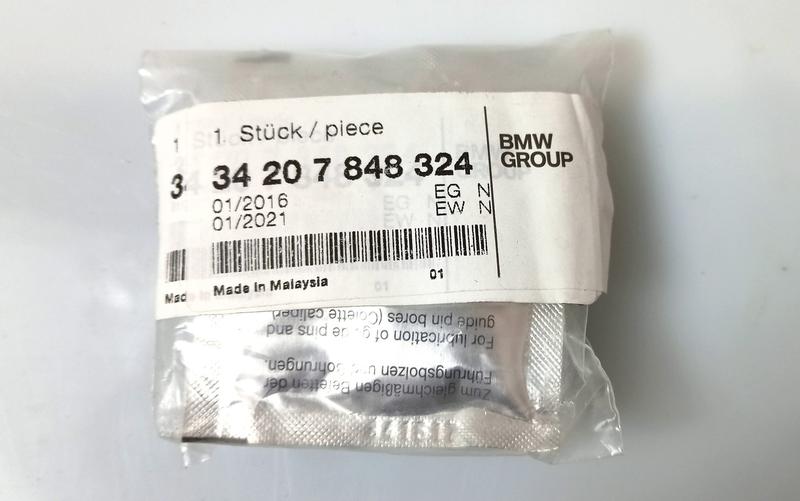 1 Stück / piece
BMW
GROUP
34 20 7 848 324
01/2016 EG N
01/2021 EW N
01
Made in Malaysia
Zum gleichmäßigen Benetten der
Führungsbolzen und Bohrungen.
For lubrication of guide pins and
guide pin bores (Colette caliper)